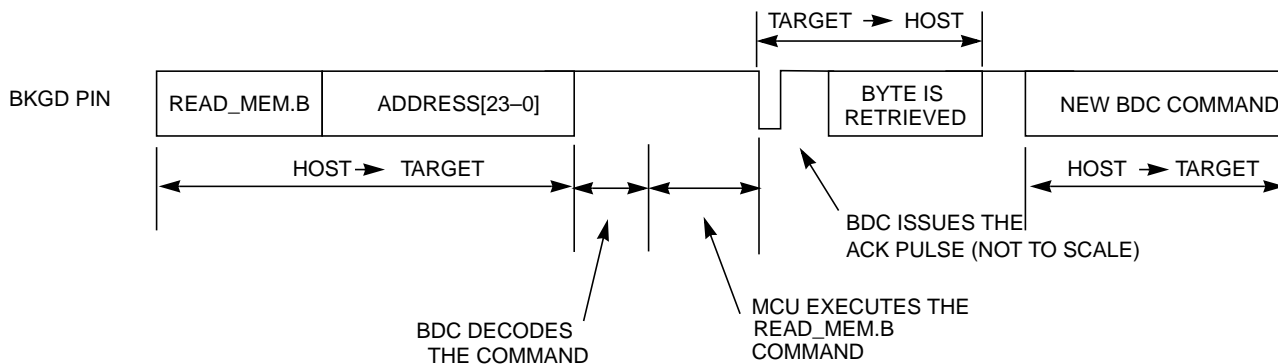 TARGET → HOST
BKGD PIN
READ_MEM.B
ADDRESS[23–0]
BYTE IS
RETRIEVED
NEW BDC COMMAND
HOST → TARGET
HOST → TARGET
BDC ISSUES THE
ACK PULSE (NOT TO SCALE)
BDC DECODES
THE COMMAND
MCU EXECUTES THE
READ_MEM.B
COMMAND